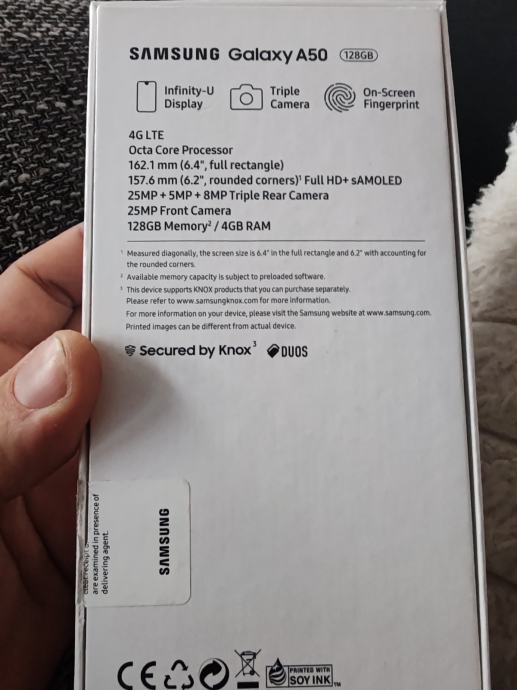 SAMSUNG Galaxy A50 128GB
Infinity-U
Display
Triple
Camera
On-Screen
Fingerprint
4G LTE
Octa Core Processor
162.1 mm (6.4", full rectangle)
157.6 mm (6.2", rounded corners)¹ Full HD+ sAMOLED
25MP + 5MP + 8MP Triple Rear Camera
25MP Front Camera
128GB Memory² / 4GB RAM
¹ Measured diagonally, the screen size is 6.4" in the full rectangle and 6.2" with accounting for
the rounded corners.
² Available memory capacity is subject to preloaded software.
³ This device supports KNOX products that you can purchase separately.
Please refer to www.samsungknox.com for more information.
For more information on your device, please visit the Samsung website at www.samsung.com.
Printed images can be different from actual device.
Secured by Knox³ DUOS
are examined in presence of
delivering agent.
SAMSUNG
CE
PRINTED WITH
SOY INK™